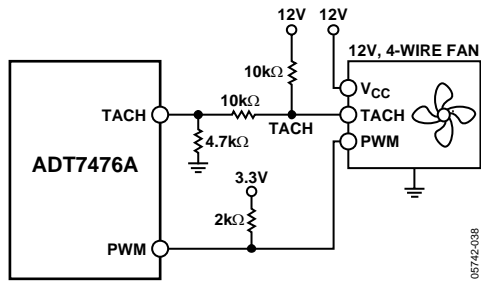 12V 12V
12V, 4-WIRE FAN
10kΩ
VCC
10kΩ
TACH
TACH
TACH
4.7kΩ
PWM
ADT7476A
3.3V
2kΩ
PWM
05742-038